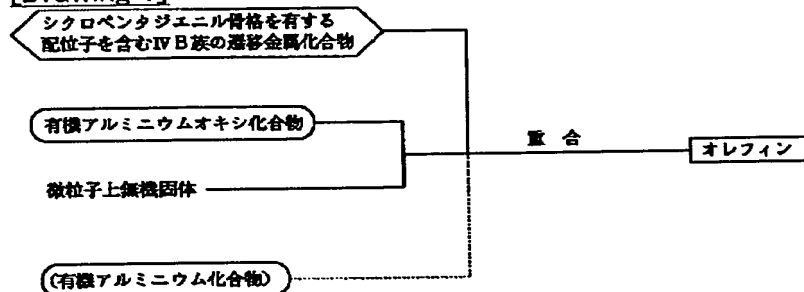 シクロペンタジエニル骨格を有する
配位子を含むⅣB族の遷移金属化合物
有機アルミニウムオキシ化合物
重合
オレフィン
微粒子上無機固体
(有機アルミニウム化合物)